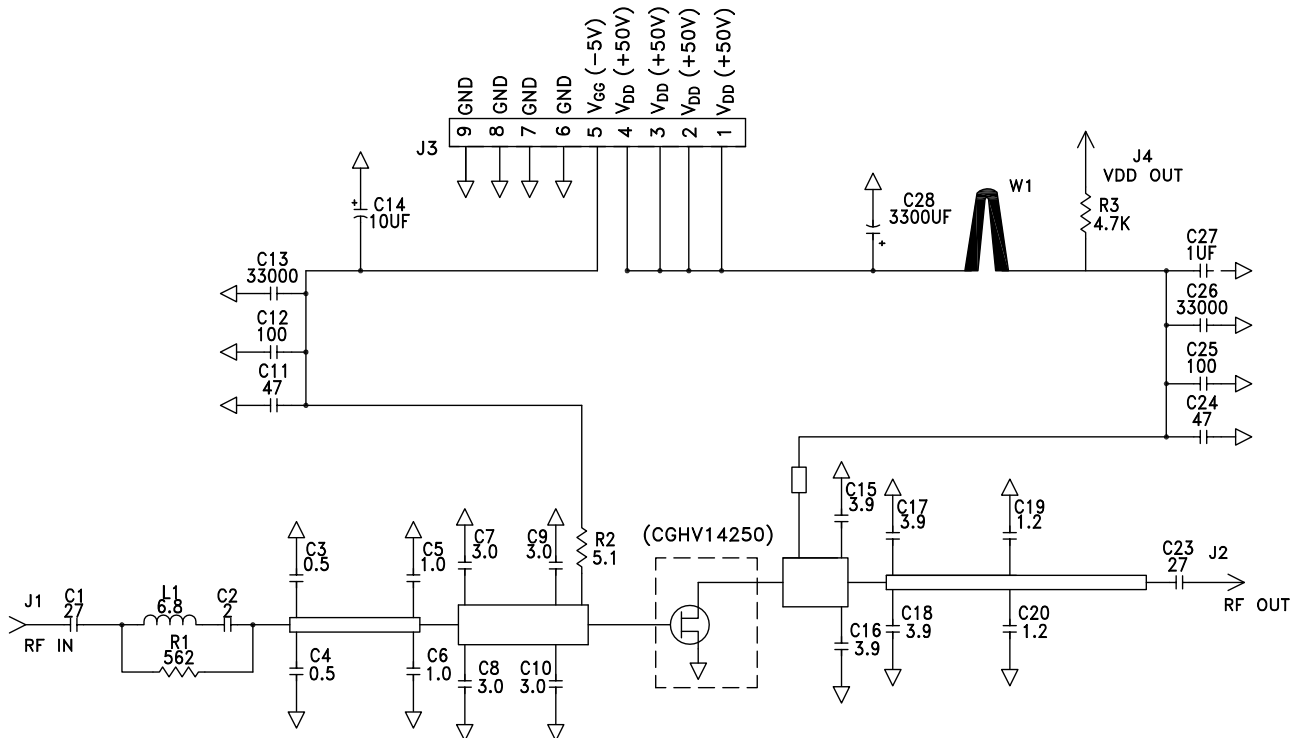 GND
GND
GND
GND
VGG (-5V)
VDD (+50V)
VDD (+50V)
VDD (+50V)
VDD (+50V)
J3
9
8
7
6
5
4
3
2
1
C14
10UF
C28
3300UF
W1
J4
VDD OUT
R3
4.7K
C13
33000
C12
100
C11
47
C27
1UF
C26
33000
C25
100
C24
47
R2
5.1
(CGHV14250)
C15
3.9
C17
3.9
C19
1.2
C23
27
J2
RF OUT
C16
3.9
C18
3.9
C20
1.2
J1
RF IN
C1
27
L1
6.8
C2
2
R1
562
C3
0.5
C4
0.5
C5
1.0
C6
1.0
C7
3.0
C8
3.0
C9
3.0
C10
3.0